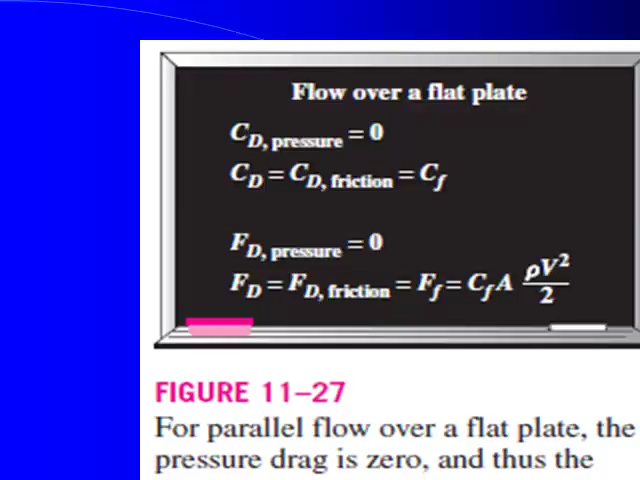 Flow over a flat plate
C_D, pressure = 0
C_D = C_D, friction = C_f
F_D, pressure = 0
F_D = F_D, friction = F_f = C_f A ρV²/2
FIGURE 11–27
For parallel flow over a flat plate, the
pressure drag is zero, and thus the